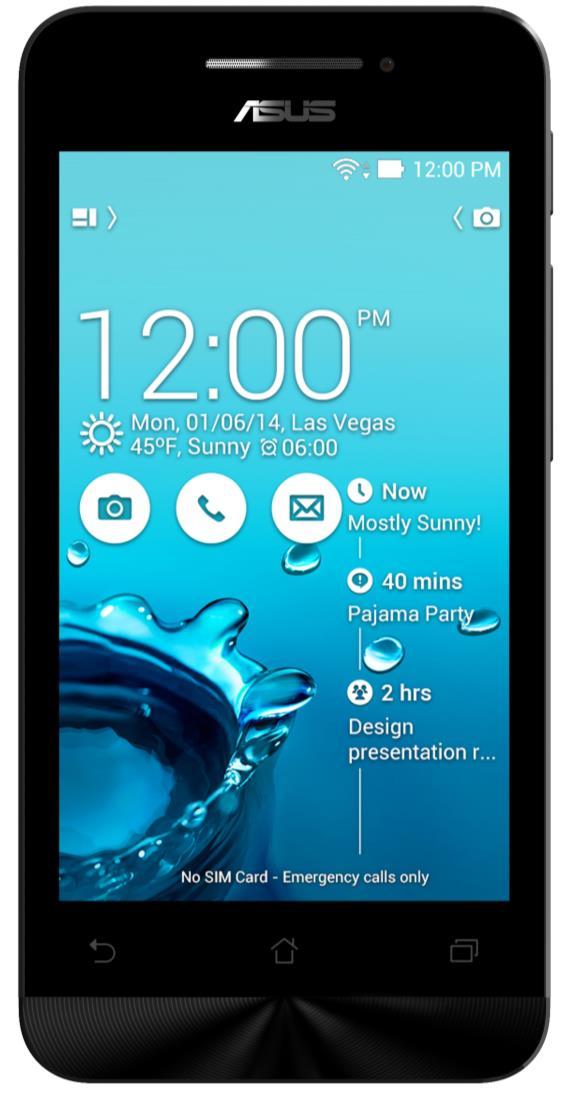 ASUS
12:00 PM
12:00 PM
Mon, 01/06/14, Las Vegas
45ºF, Sunny 06:00
Now
Mostly Sunny!
40 mins
Pajama Party
2 hrs
Design
presentation r...
No SIM Card - Emergency calls only